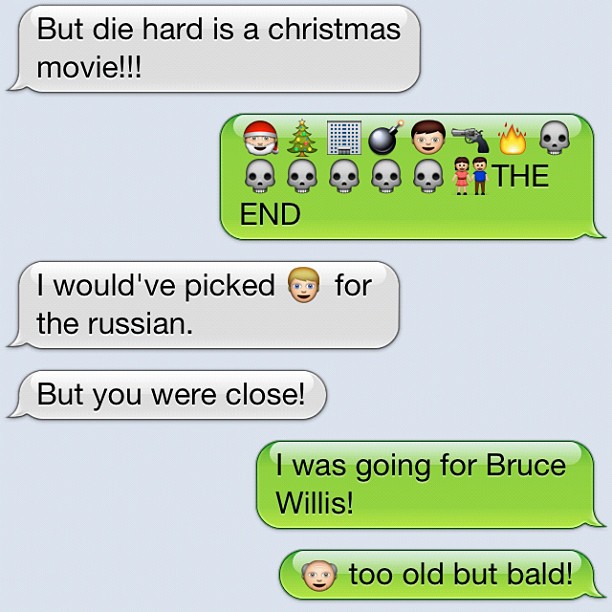 But die hard is a christmas
movie!!!
🎅🎄🏢💣👦🔫🔥💀
💀💀💀💀💀👫THE
END
I would've picked 👱 for
the russian.
But you were close!
I was going for Bruce
Willis!
👴 too old but bald!